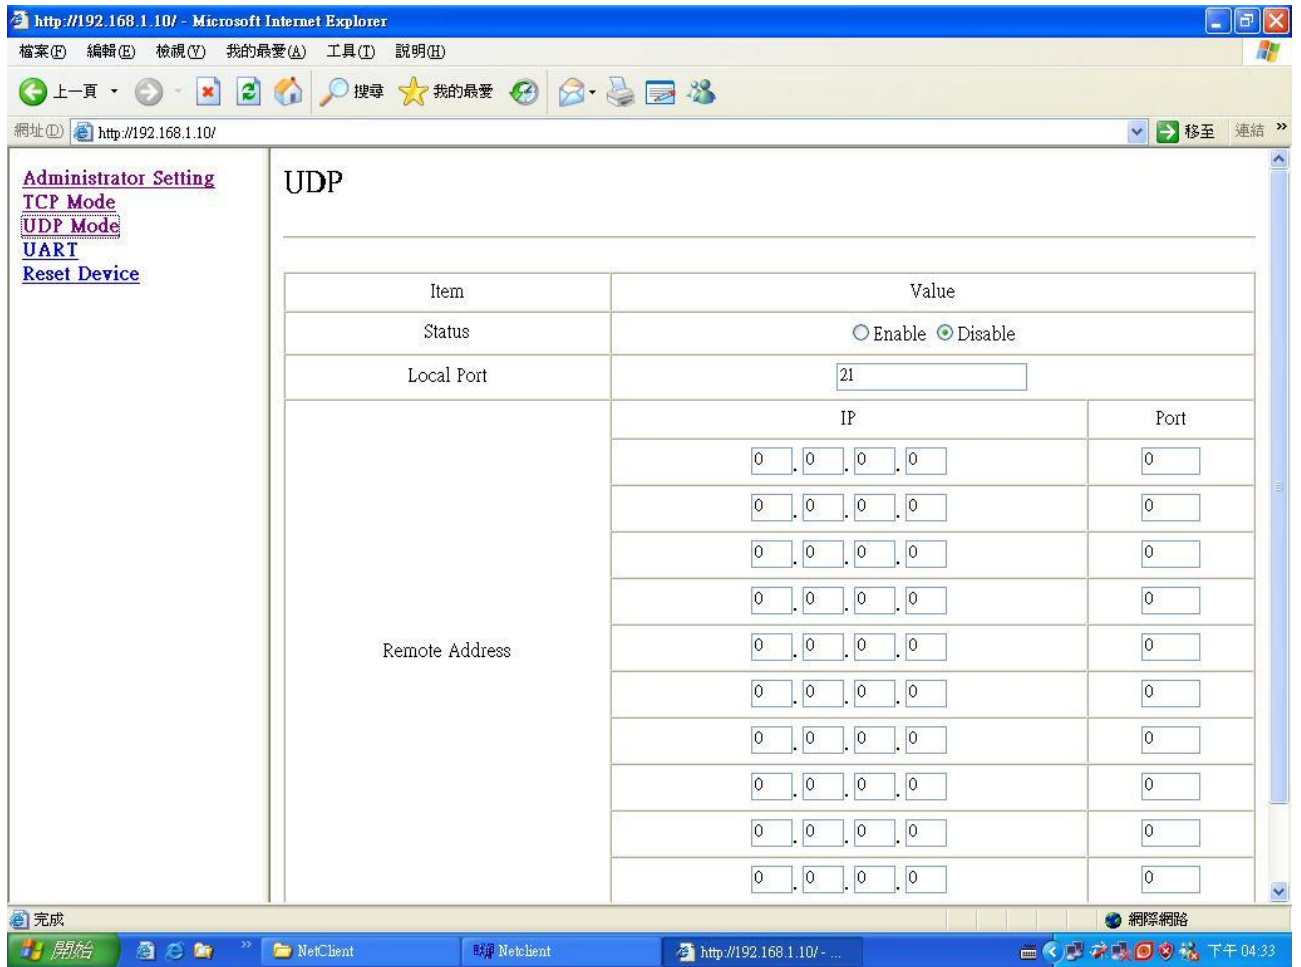 http://192.168.1.10/ - Microsoft Internet Explorer
檔案(F) 編輯(E) 檢視(V) 我的最愛(A) 工具(T) 說明(H)
上一頁 搜尋 我的最愛
網址(D) http://192.168.1.10/ 移至 連結 »
Administrator Setting
TCP Mode
UDP Mode
UART
Reset Device
UDP
Item Value
Status Enable Disable
Local Port 21
Remote Address
IP Port
0 . 0 . 0 . 0 0
0 . 0 . 0 . 0 0
0 . 0 . 0 . 0 0
0 . 0 . 0 . 0 0
0 . 0 . 0 . 0 0
0 . 0 . 0 . 0 0
0 . 0 . 0 . 0 0
0 . 0 . 0 . 0 0
0 . 0 . 0 . 0 0
0 . 0 . 0 . 0 0
完成 網際網路
開始 » NetClient Netclient http://192.168.1.10/ - ... 下午 04:33